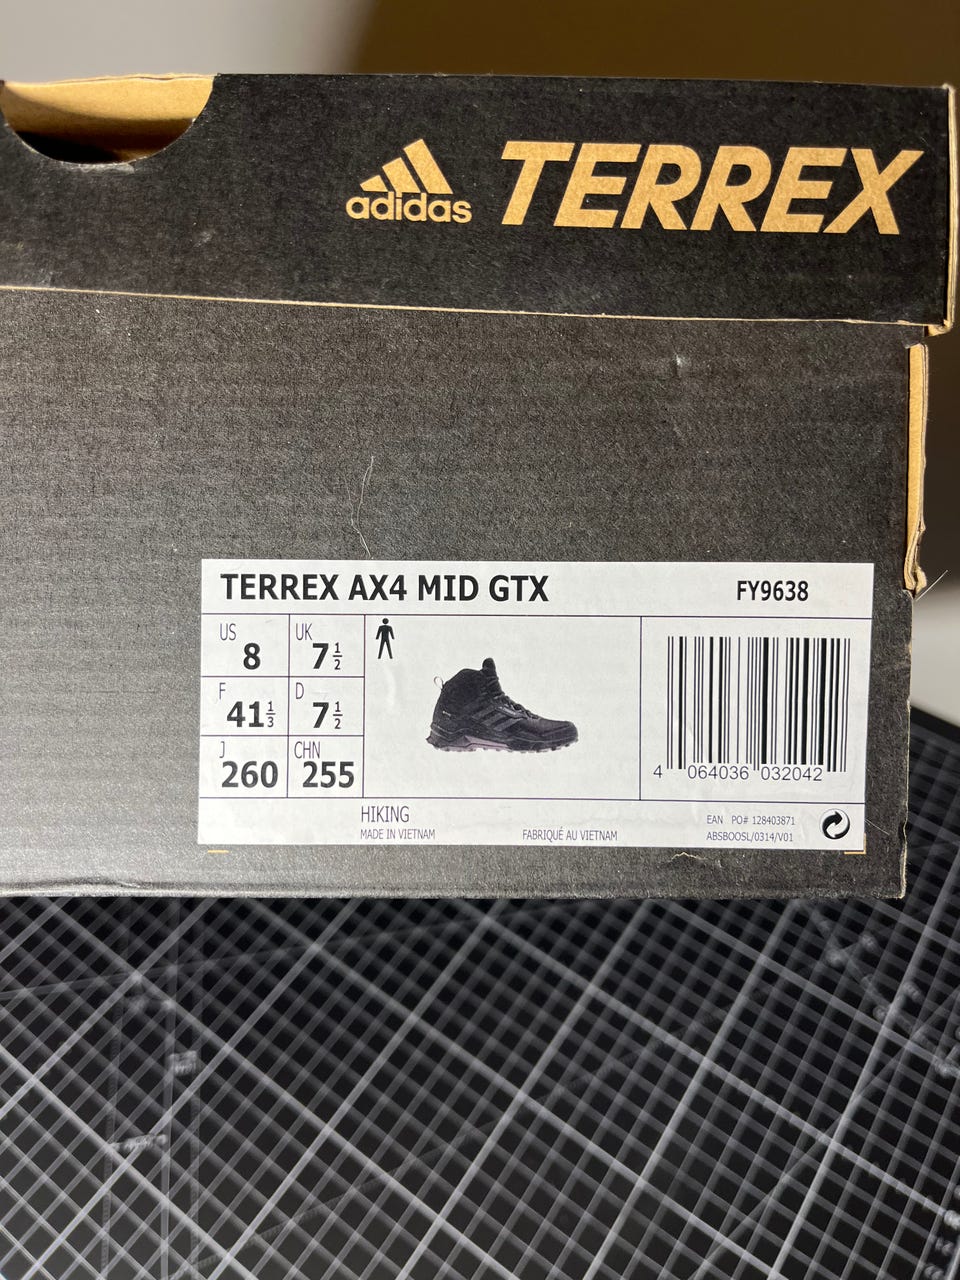 adidas TERREX
TERREX AX4 MID GTX FY9638
US 8 UK 7½
F 41⅓ D 7½
J 260 CHN 255
4 064036 032042
HIKING
MADE IN VIETNAM FABRIQUÉ AU VIETNAM
EAN PO# 128403871
ABSBOOSL/0314/V01